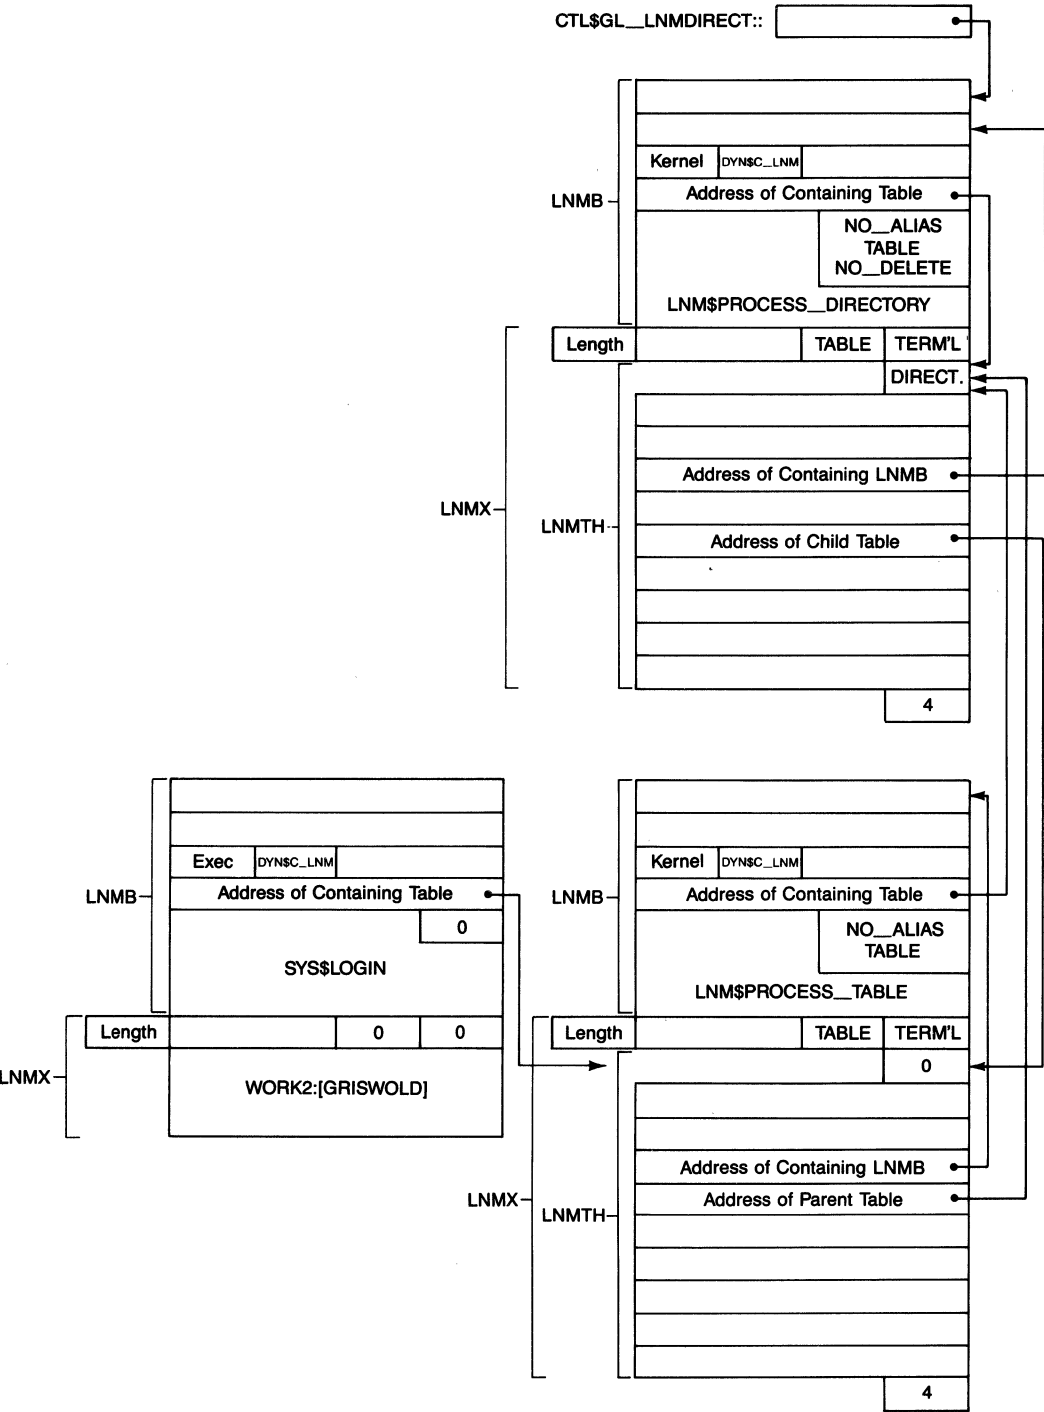 CTL$GL__LNMDIRECT::
Kernel DYN$C_LNM
LNMB
Address of Containing Table
NO__ALIAS
TABLE
NO__DELETE
LNM$PROCESS__DIRECTORY
Length TABLE TERM'L
DIRECT.
Address of Containing LNMB
LNMX
LNMTH
Address of Child Table
4
Exec DYN$C_LNM
LNMB
Address of Containing Table
0
SYS$LOGIN
Length 0 0
LNMX
WORK2:[GRISWOLD]
Kernel DYN$C_LNM
LNMB
Address of Containing Table
NO__ALIAS
TABLE
LNM$PROCESS__TABLE
Length TABLE TERM'L
0
Address of Containing LNMB
LNMX
Address of Parent Table
LNMTH
4